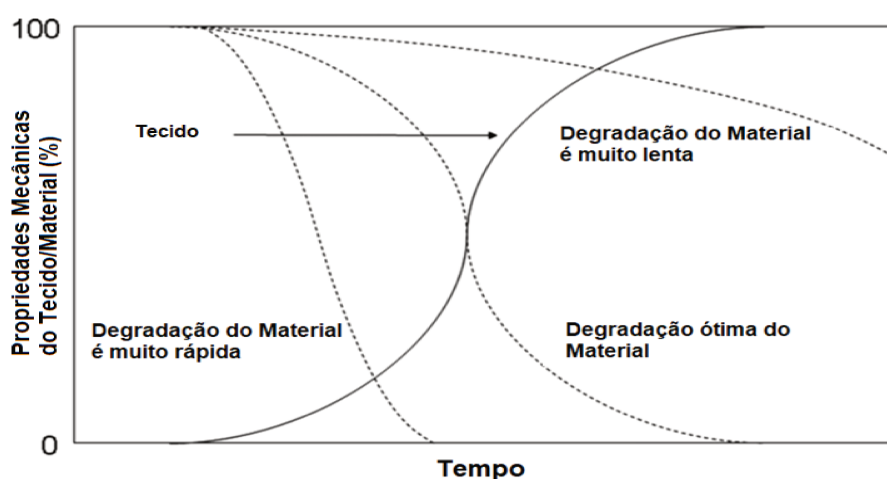 100
Tecido
Degradação do Material
é muito lenta
Propriedades Mecânicas
do Tecido/Material (%)
Degradação do Material
é muito rápida
Degradação ótima do
Material
0
Tempo